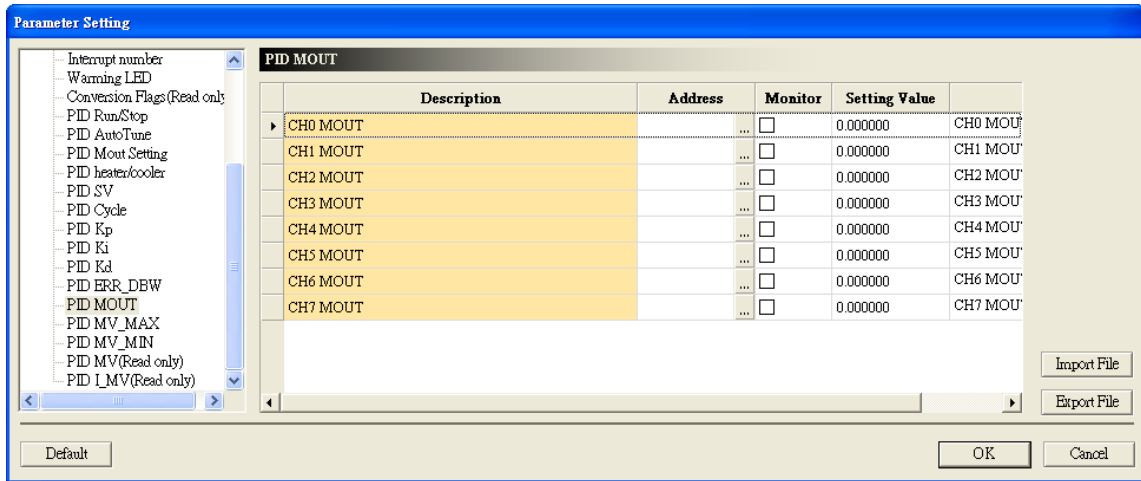 Parameter Setting
Interrupt number
Warning LED
Conversion Flags(Read only
PID Run/Stop
PID AutoTune
PID Mout Setting
PID heater/cooler
PID SV
PID Cycle
PID Kp
PID Ki
PID Kd
PID ERR_DBW
PID MOUT
PID MV_MAX
PID MV_MIN
PID MV(Read only)
PID I_MV(Read only)
PID MOUT
Description Address Monitor Setting Value
CH0 MOUT ... 0.000000 CH0 MOU
CH1 MOUT ... 0.000000 CH1 MOU
CH2 MOUT ... 0.000000 CH2 MOU
CH3 MOUT ... 0.000000 CH3 MOU
CH4 MOUT ... 0.000000 CH4 MOU
CH5 MOUT ... 0.000000 CH5 MOU
CH6 MOUT ... 0.000000 CH6 MOU
CH7 MOUT ... 0.000000 CH7 MOU
Import File
Export File
Default OK Cancel